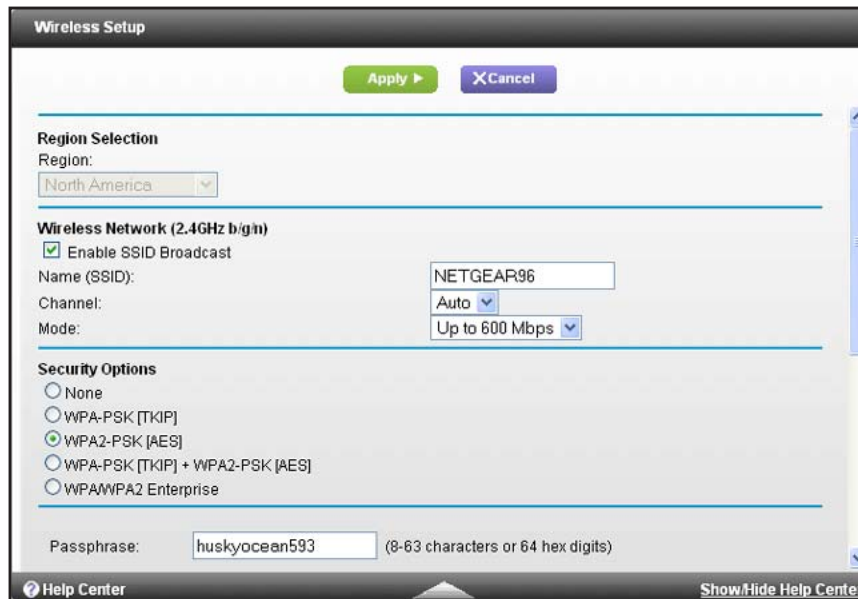 Wireless Setup
Apply
Cancel
Region Selection
Region:
North America
Wireless Network (2.4GHz b/g/n)
Enable SSID Broadcast
Name (SSID): NETGEAR96
Channel: Auto
Mode: Up to 600 Mbps
Security Options
None
WPA-PSK [TKIP]
WPA2-PSK [AES]
WPA-PSK [TKIP] + WPA2-PSK [AES]
WPA/WPA2 Enterprise
Passphrase: huskyocean593 (8-63 characters or 64 hex digits)
Help Center Show/Hide Help Cente